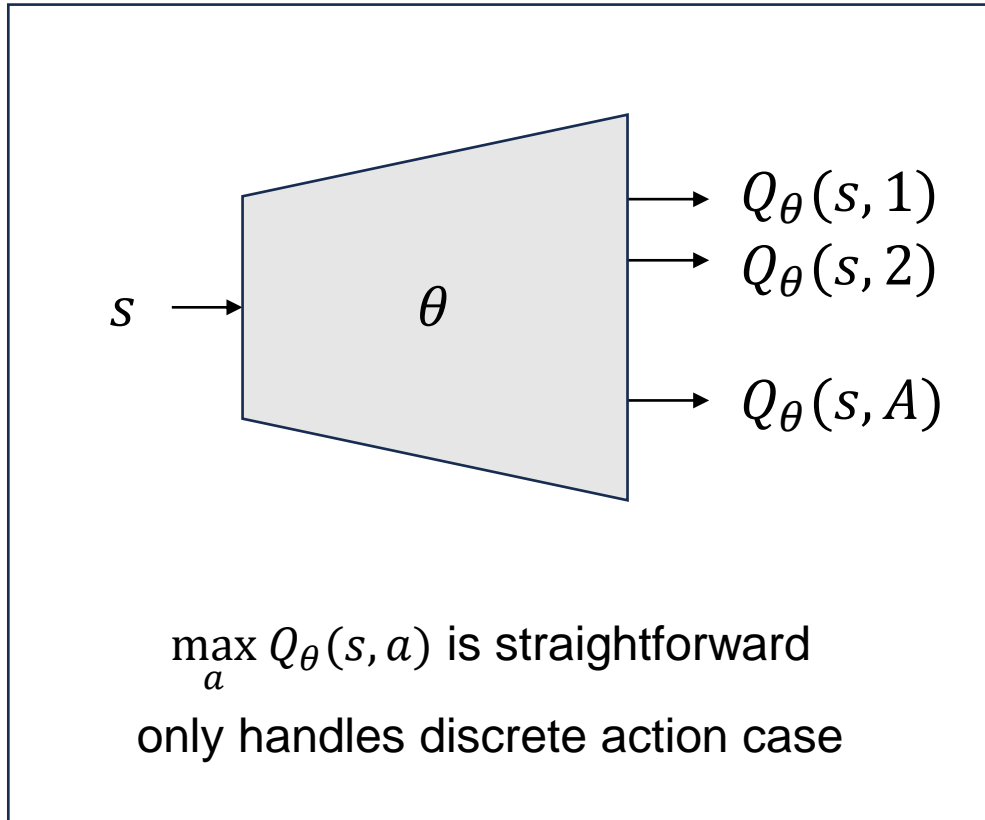 Q_θ(s, 1)
Q_θ(s, 2)
s
θ
Q_θ(s, A)
max_a Q_θ(s, a) is straightforward
only handles discrete action case